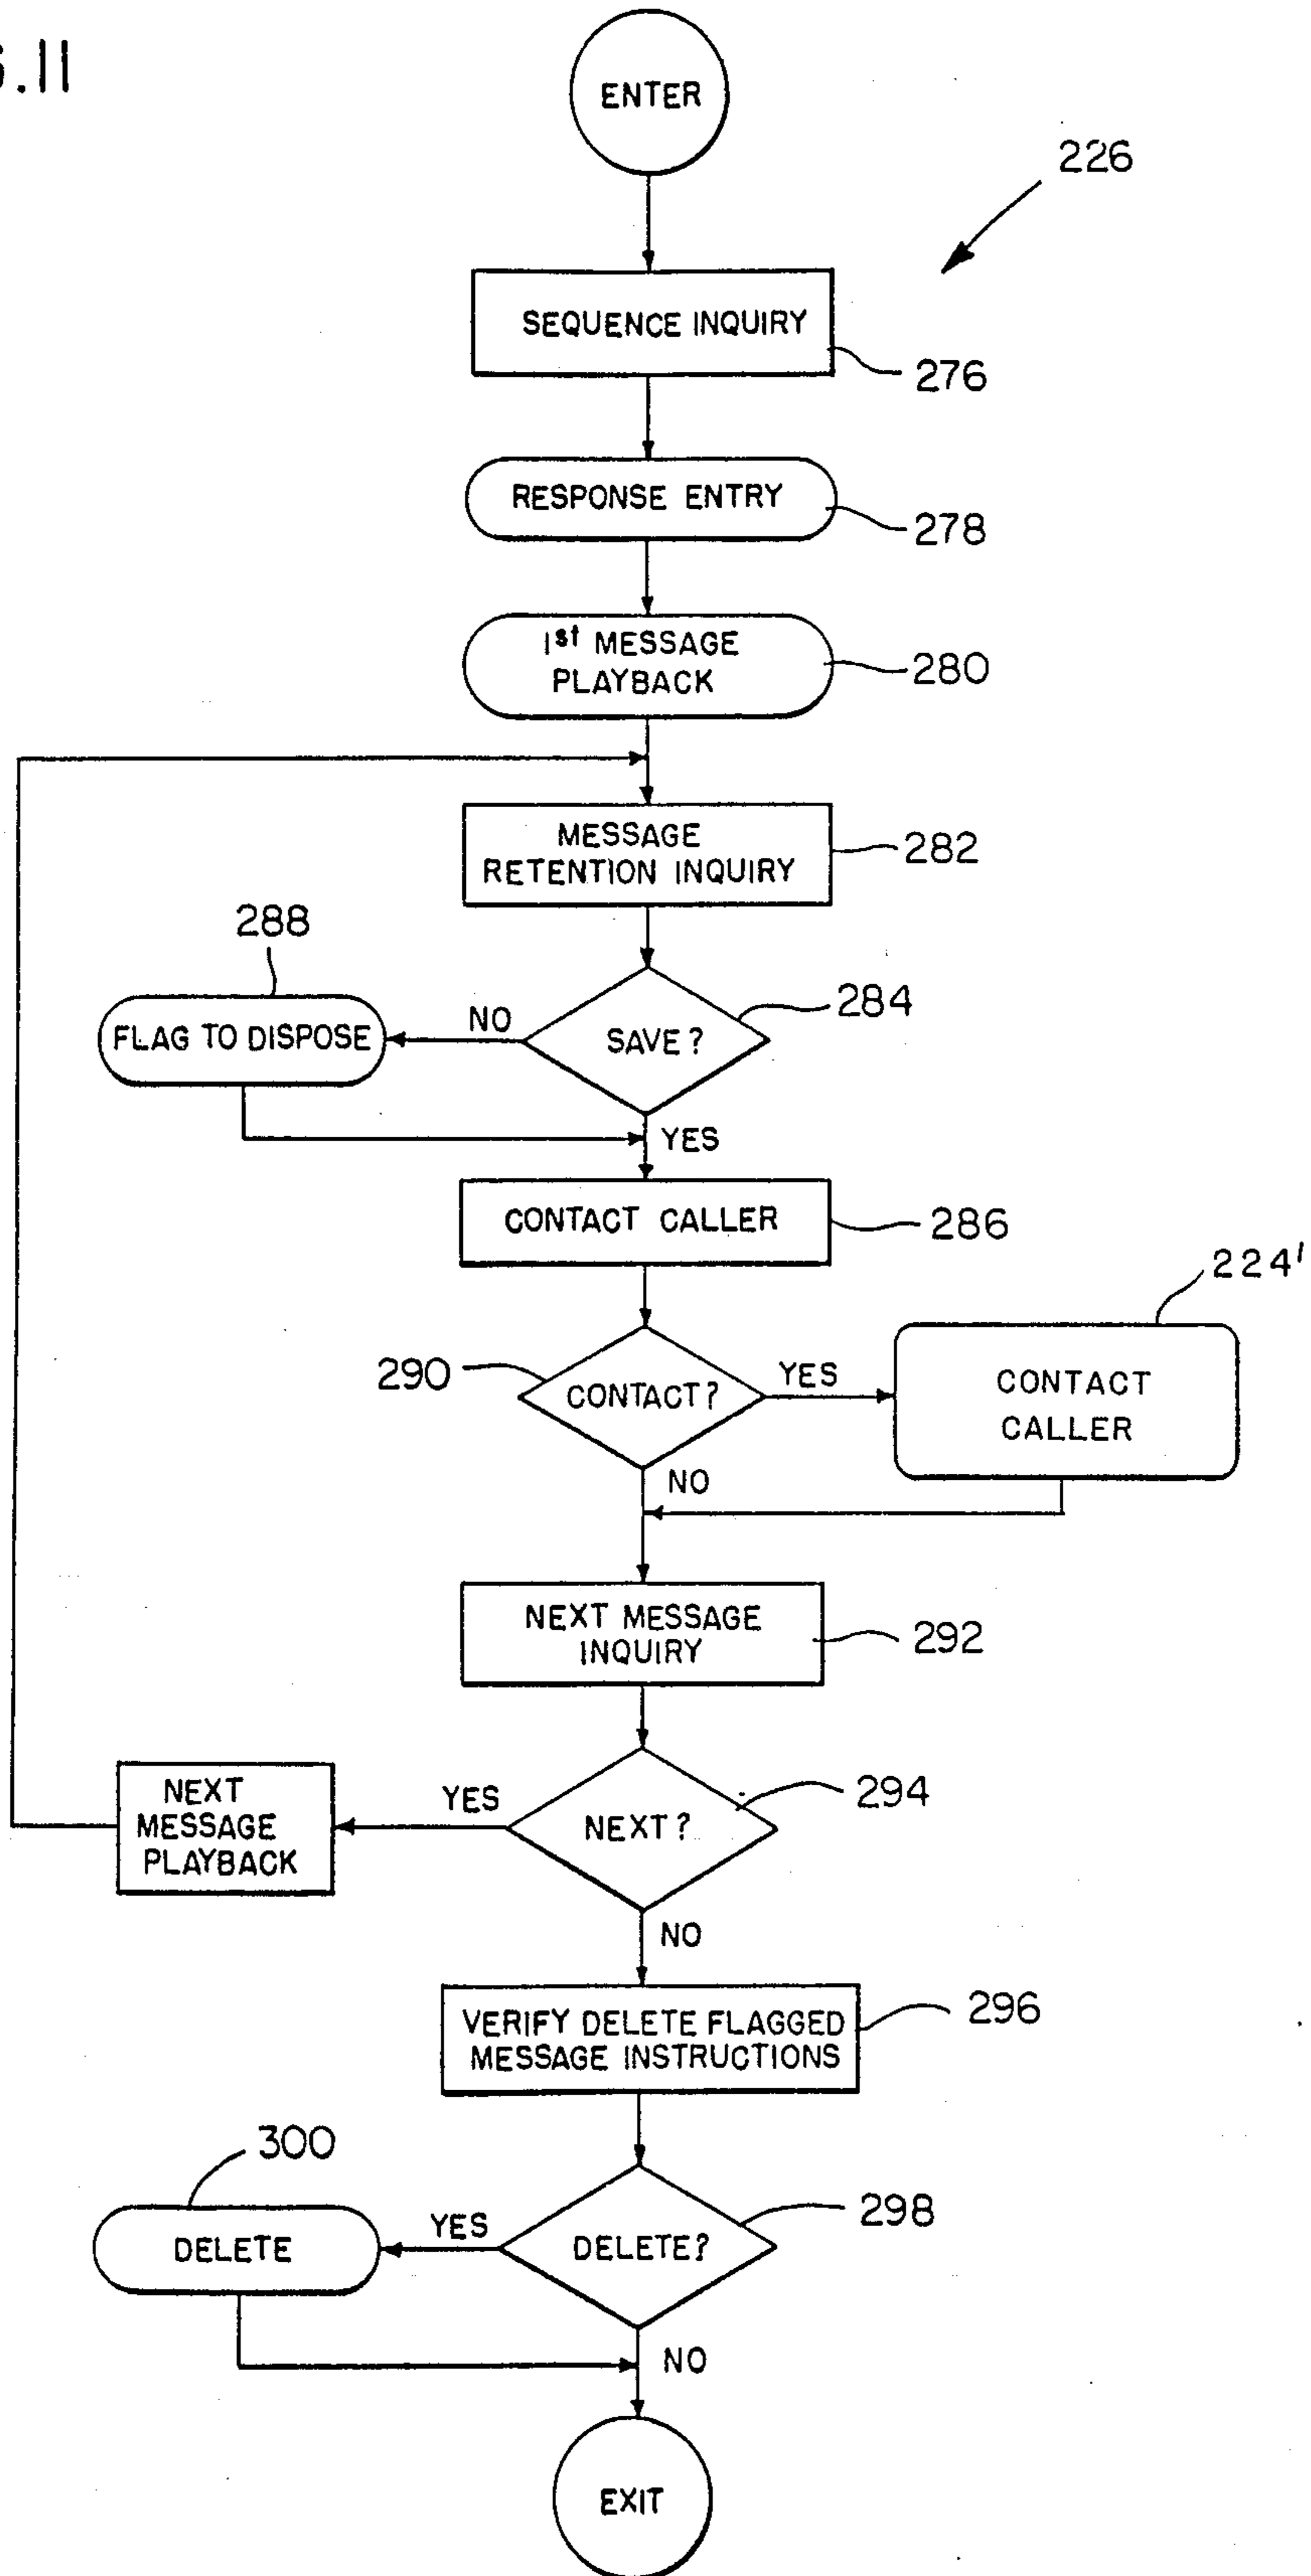 .11
ENTER
226
SEQUENCE INQUIRY
276
RESPONSE ENTRY
278
1st MESSAGE
PLAYBACK
280
MESSAGE
RETENTION INQUIRY
282
288
FLAG TO DISPOSE
NO
SAVE?
284
YES
CONTACT CALLER
286
224'
290
CONTACT?
YES
CONTACT
CALLER
NO
NEXT MESSAGE
INQUIRY
292
NEXT
MESSAGE
PLAYBACK
YES
NEXT?
294
NO
VERIFY DELETE FLAGGED
MESSAGE INSTRUCTIONS
296
300
DELETE
YES
DELETE?
298
NO
EXIT